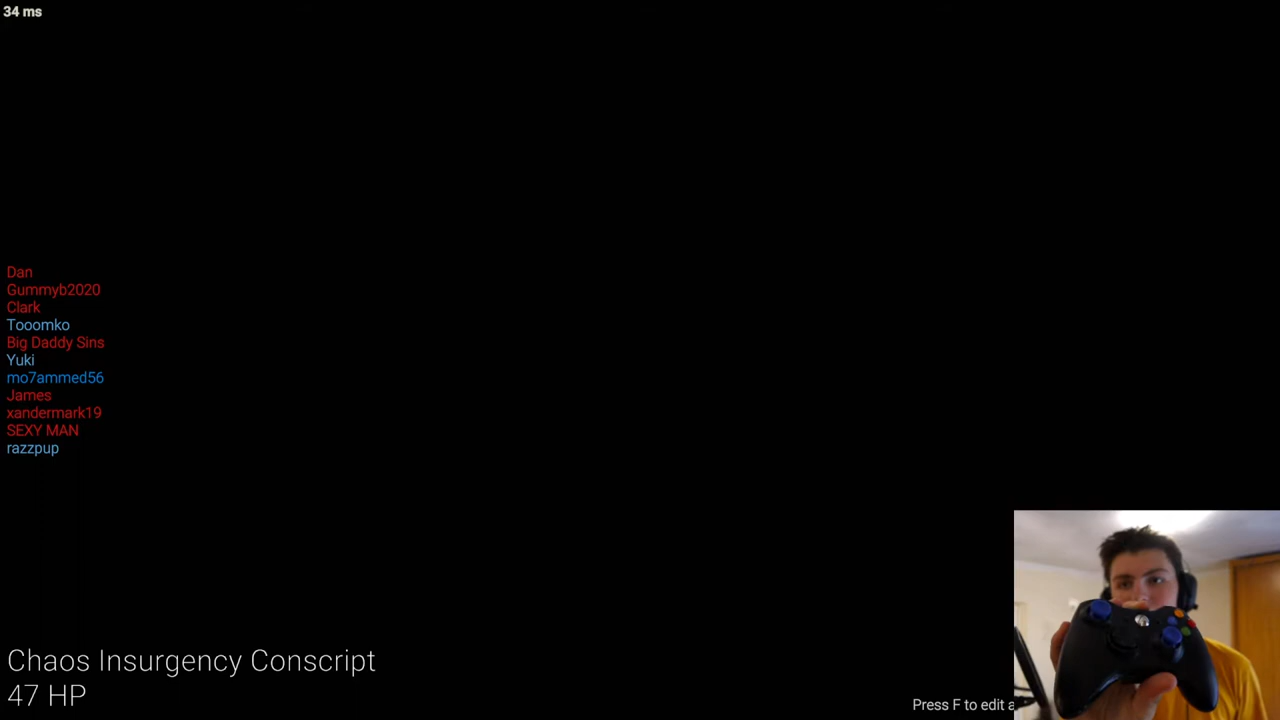 34 ms
Dan
Gummyb2020
Clark
Tooomko
Big Daddy Sins
Yuki
mo7ammed56
James
xandermark19
SEXY MAN
razzpup
Chaos Insurgency Conscript
47 HP
Press F to edit a